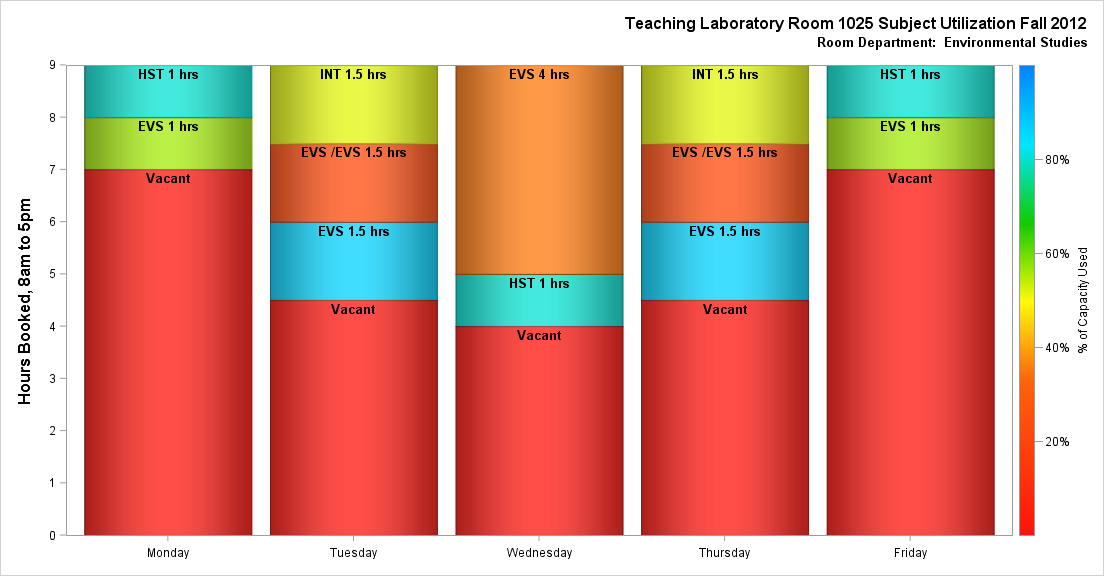 Teaching Laboratory Room 1025 Subject Utilization Fall 2012
Room Department:  Environmental Studies
Hours Booked, 8am to 5pm
9
8
7
6
5
4
3
2
1
0
HST 1 hrs
EVS 1 hrs
Vacant
INT 1.5 hrs
EVS /EVS 1.5 hrs
EVS 1.5 hrs
Vacant
EVS 4 hrs
HST 1 hrs
Vacant
INT 1.5 hrs
EVS /EVS 1.5 hrs
EVS 1.5 hrs
Vacant
HST 1 hrs
EVS 1 hrs
Vacant
Monday
Tuesday
Wednesday
Thursday
Friday
80%
60%
40%
20%
% of Capacity Used